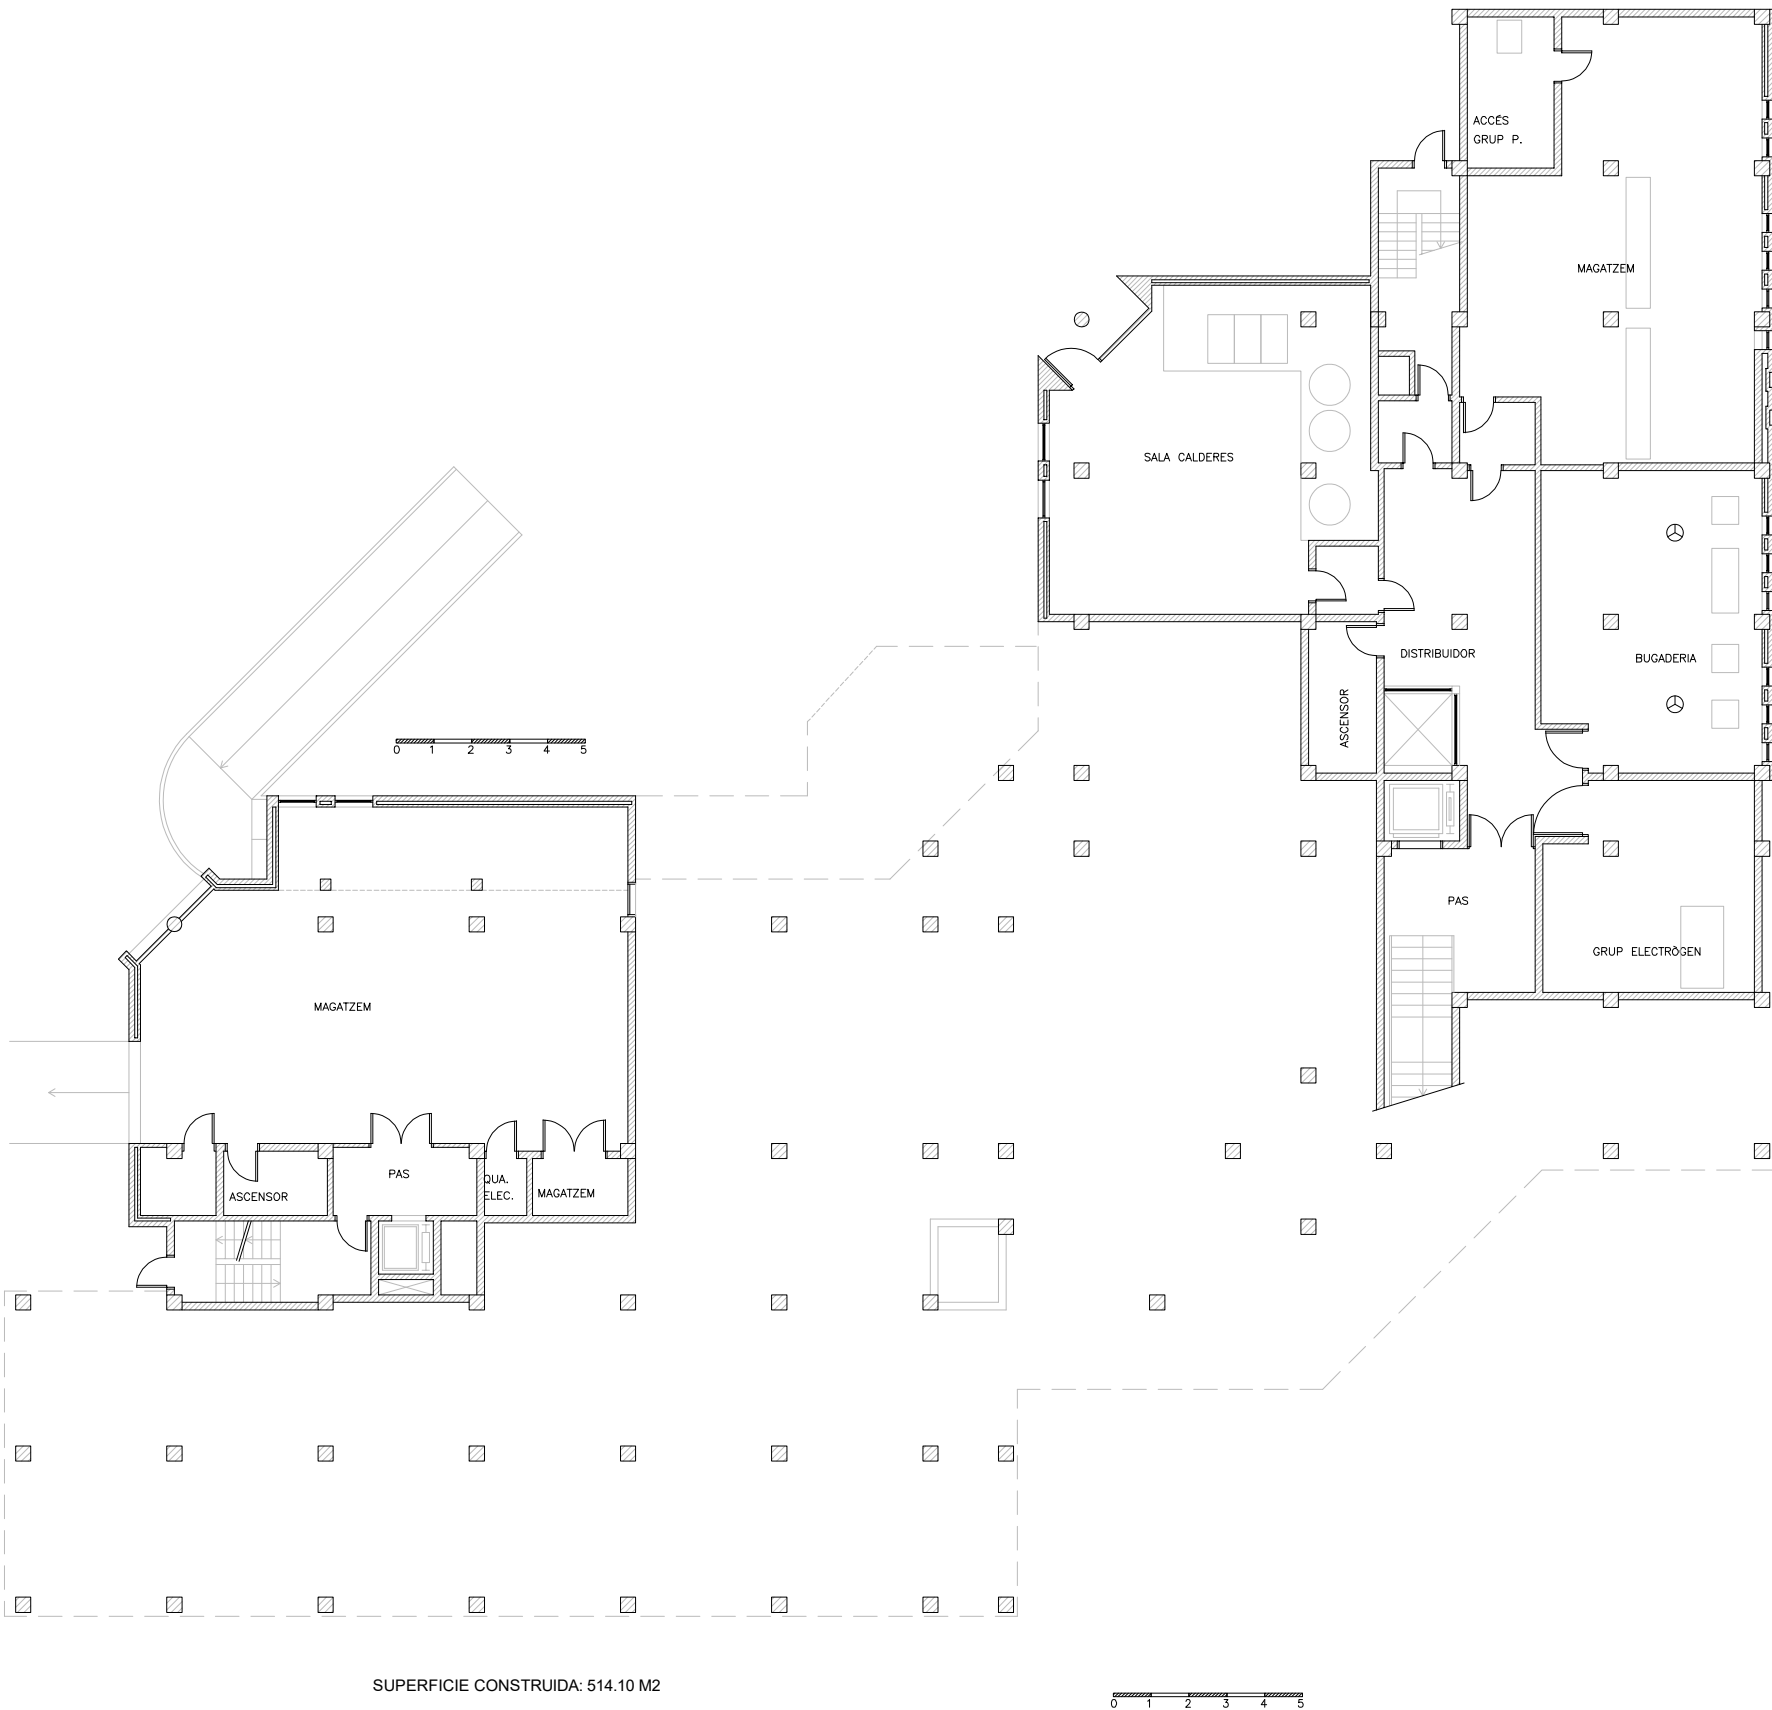 ACCÉS
GRUP P.
MAGATZEM
SALA CALDERES
DISTRIBUIDOR
BUGADERIA
ASCENSOR
0 1 2 3 4 5
PAS
GRUP ELECTRÒGEN
MAGATZEM
PAS
QUA.
ELEC.
ASCENSOR
MAGATZEM
SUPERFICIE CONSTRUIDA: 514.10 M2
0 1 2 3 4 5